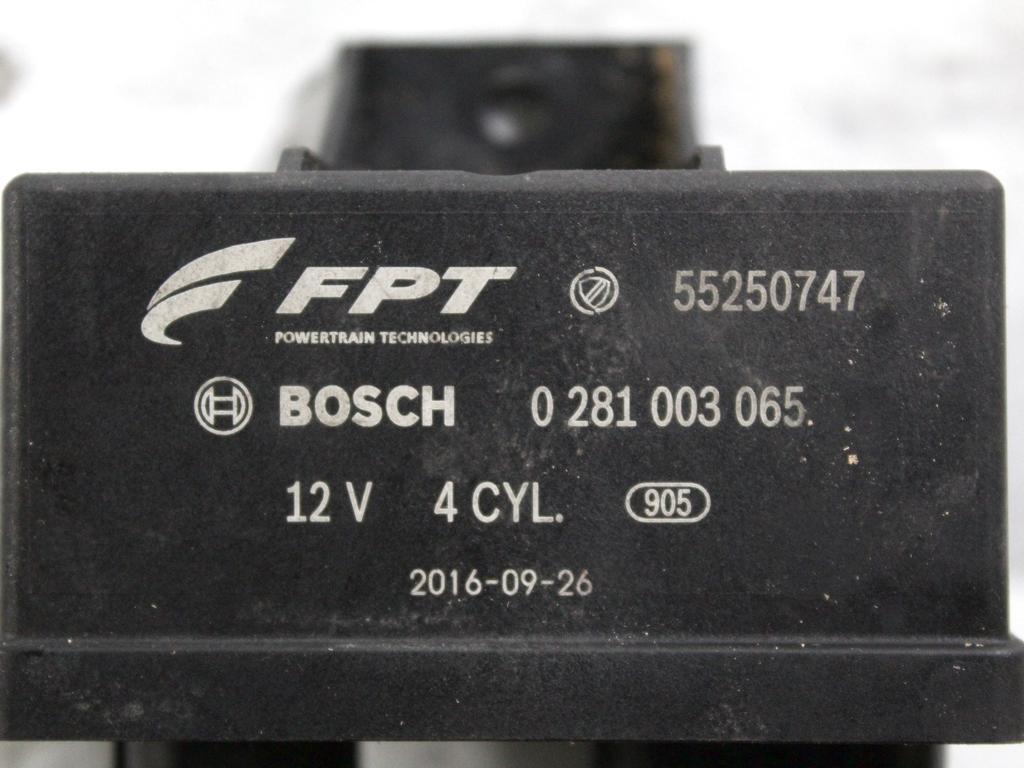 FPT 55250747
POWERTRAIN TECHNOLOGIES
BOSCH 0 281 003 065
12 V 4 CYL. 905
2016-09-26